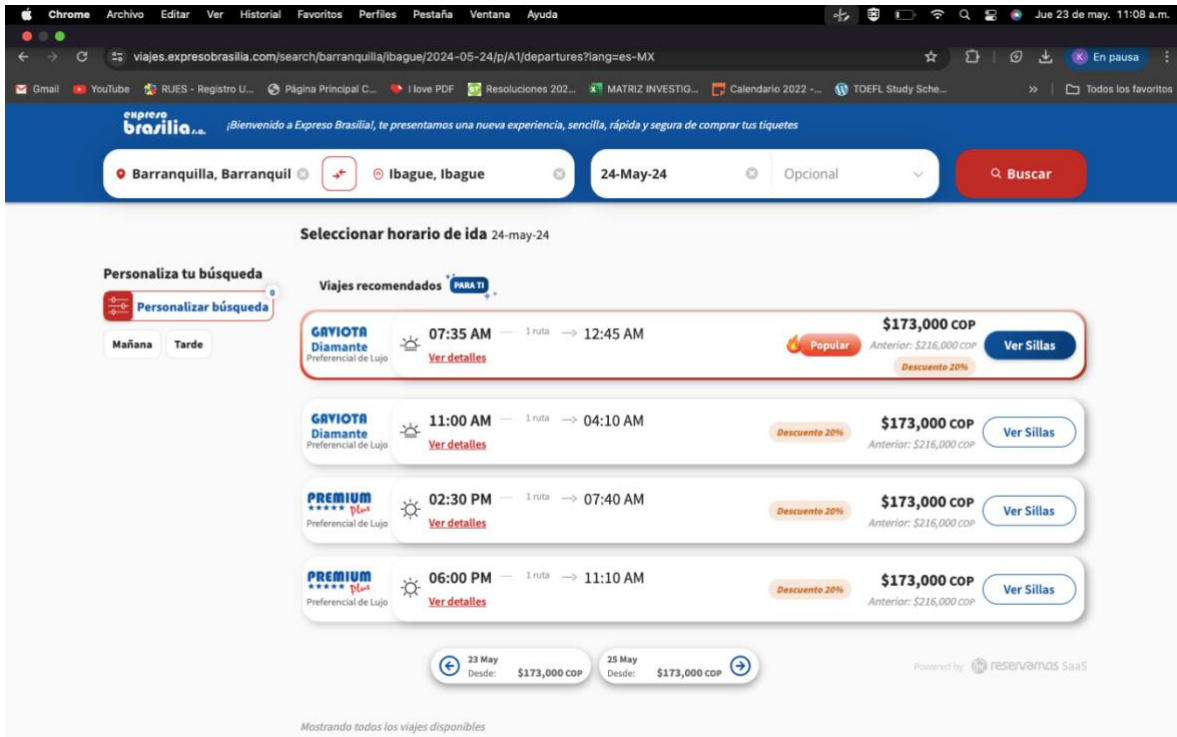 Chrome Archivo Editar Ver Historial Favoritos Perfiles Pestaña Ventana Ayuda Jue 23 de may. 11:08 a.m.
viajes.expresobrasilia.com/search/barranquilla/ibague/2024-05-24/p/A1/departures?lang=es-MX K En pausa
Gmail YouTube RUES - Registro U... Página Principal C... I love PDF Resoluciones 202... MATRIZ INVESTIG... Calendario 2022 -... TOEFL Study Sche... >> Todos los favoritos
expreso
brasilia s.a. ¡Bienvenido a Expreso Brasilia!, te presentamos una nueva experiencia, sencilla, rápida y segura de comprar tus tiquetes
Barranquilla, Barranquil Ibague, Ibague 24-May-24 Opcional Buscar
Seleccionar horario de ida 24-may-24
Personaliza tu búsqueda
Personalizar búsqueda 0
Mañana Tarde
Viajes recomendados PARA TI
GAVIOTA
Diamante
Preferencial de Lujo
07:35 AM 1 ruta 12:45 AM
Ver detalles
Popular
$173,000 COP
Anterior: $216,000 COP
Descuento 20%
Ver Sillas
GAVIOTA
Diamante
Preferencial de Lujo
11:00 AM 1 ruta 04:10 AM
Ver detalles
Descuento 20%
$173,000 COP
Anterior: $216,000 COP
Ver Sillas
PREMIUM
Plus
Preferencial de Lujo
02:30 PM 1 ruta 07:40 AM
Ver detalles
Descuento 20%
$173,000 COP
Anterior: $216,000 COP
Ver Sillas
PREMIUM
Plus
Preferencial de Lujo
06:00 PM 1 ruta 11:10 AM
Ver detalles
Descuento 20%
$173,000 COP
Anterior: $216,000 COP
Ver Sillas
23 May
Desde: $173,000 COP
25 May
Desde: $173,000 COP
Powered by reservamos SaaS
Mostrando todos los viajes disponibles